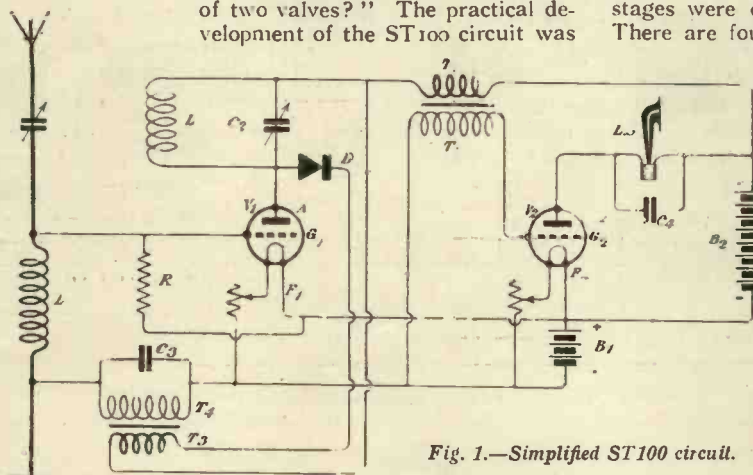 of two valves?" The practical de-
velopment of the ST100 circuit was
stages were
There are fou
A
L
C2
A
D
V1
A
G1
F1
R
L
C3
T4
T3
T
V2
G2
F
C4
B2
+
B1
-
Fig. 1.—Simplified ST100 circuit.